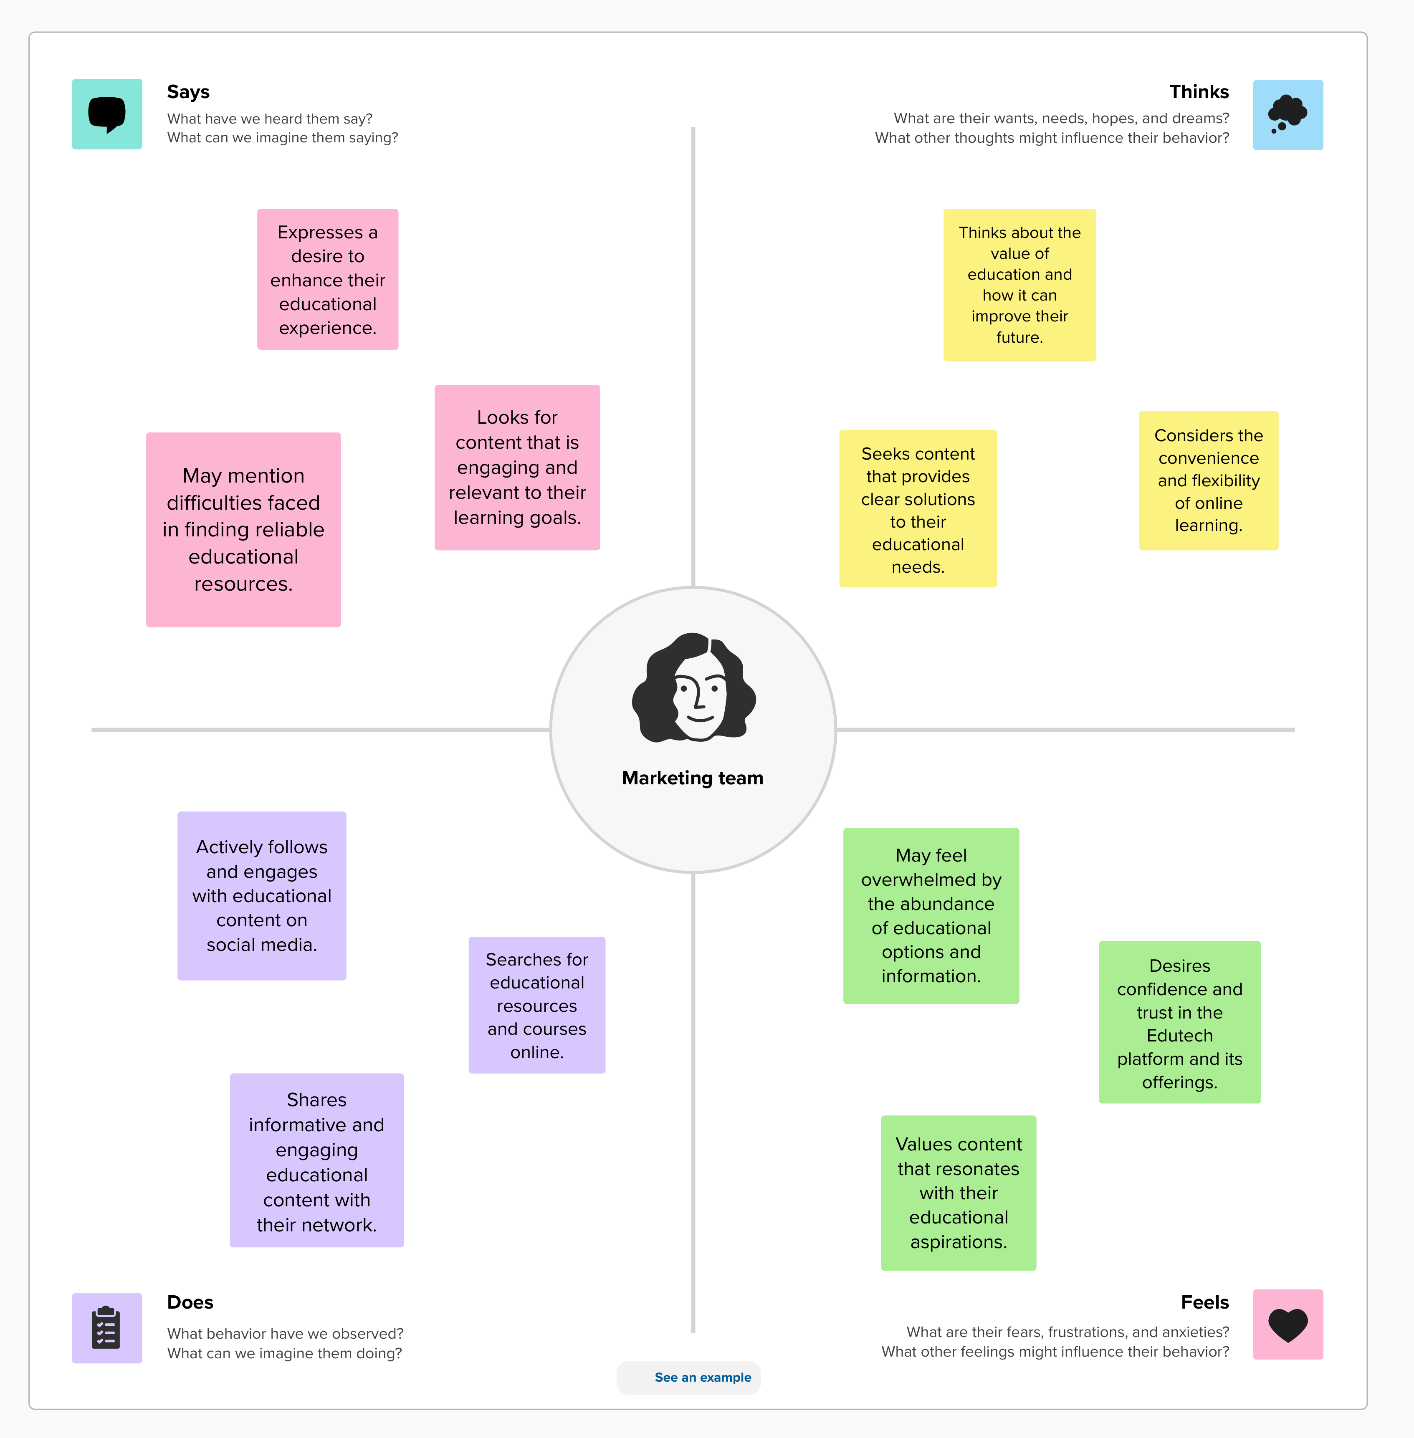 Says
What have we heard them say?
What can we imagine them saying?
Thinks
What are their wants, needs, hopes, and dreams?
What other thoughts might influence their behavior?
Expresses a
desire to
enhance their
educational
experience.
Looks for
content that is
engaging and
relevant to their
learning goals.
May mention
difficulties faced
in finding reliable
educational
resources.
Thinks about the
value of
education and
how it can
improve their
future.
Seeks content
that provides
clear solutions
to their
educational
needs.
Considers the
convenience
and flexibility
of online
learning.
Marketing team
Actively follows
and engages
with educational
content on
social media.
Searches for
educational
resources
and courses
online.
Shares
informative and
engaging
educational
content with
their network.
May feel
overwhelmed by
the abundance
of educational
options and
information.
Desires
confidence and
trust in the
Edutech
platform and its
offerings.
Values content
that resonates
with their
educational
aspirations.
Does
What behavior have we observed?
What can we imagine them doing?
Feels
What are their fears, frustrations, and anxieties?
What other feelings might influence their behavior?
See an example